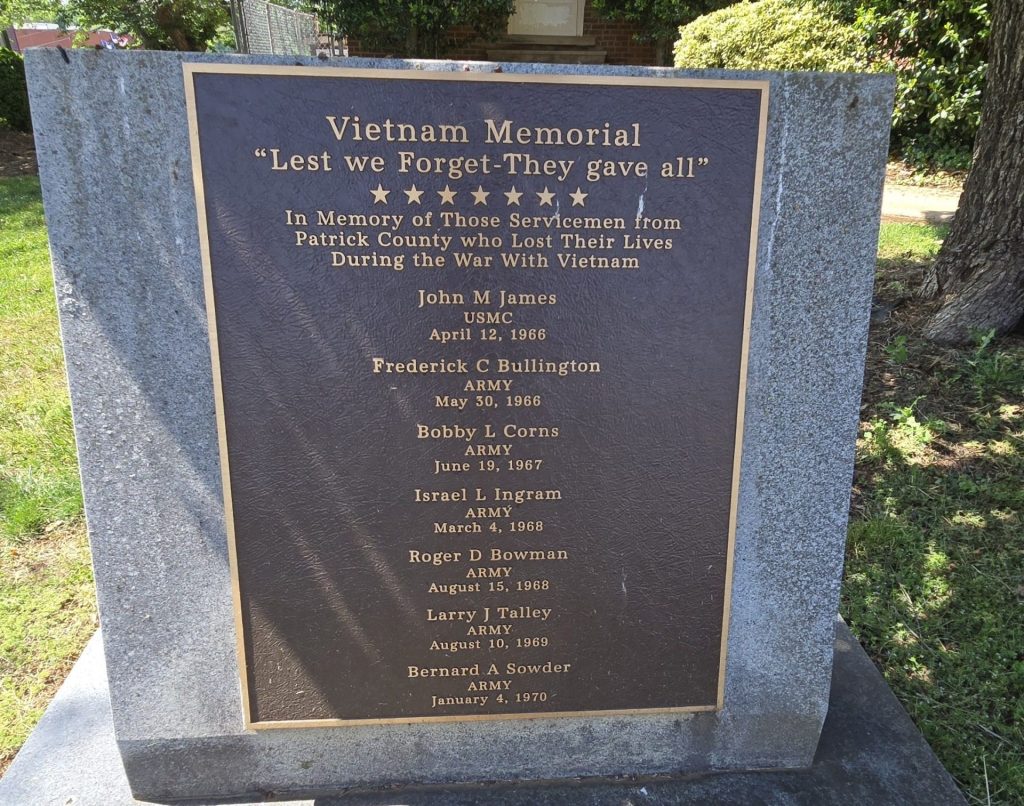 Vietnam Memorial
“Lest we Forget-They gave all”
In Memory of Those Servicemen from
Patrick County who Lost Their Lives
During the War With Vietnam
John M James
USMC
April 12, 1966
Frederick C Bullington
ARMY
May 30, 1966
Bobby L Corns
ARMY
June 19, 1967
Israel L Ingram
ARMY
March 4, 1968
Roger D Bowman
ARMY
August 15, 1968
Larry J Talley
ARMY
August 10, 1969
Bernard A Sowder
ARMY
January 4, 1970